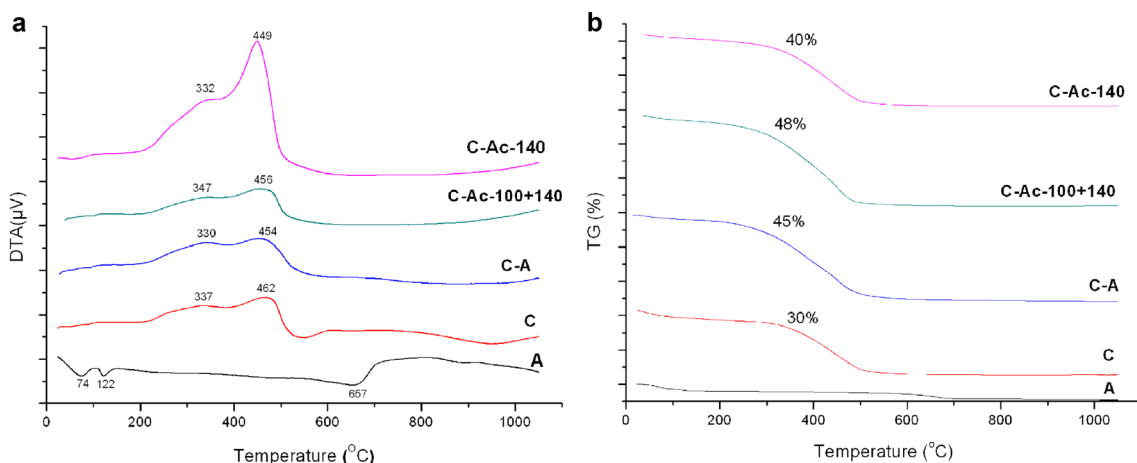 a
449
332
C-Ac-140
347
456
C-Ac-100+140
330
454
C-A
337
462
C
A
74
122
657
DTA(µV)
0 200 400 600 800 1000
Temperature (°C)
b
40%
C-Ac-140
48%
C-Ac-100+140
45%
C-A
30%
C
A
TG (%)
0 200 400 600 800 1000
Temperature (°C)